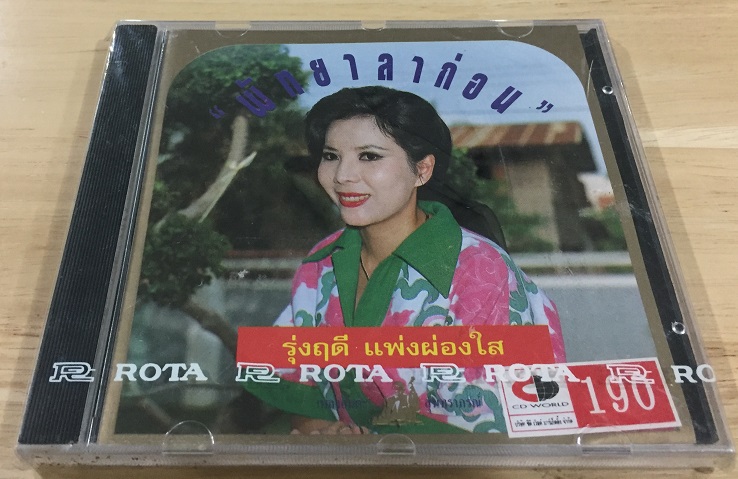 “พัทยาลาก่อน”
รุ่งฤดี แพ่งผ่องใส
R ROTA R ROTA R ROTA R RO
CD WORLD
190